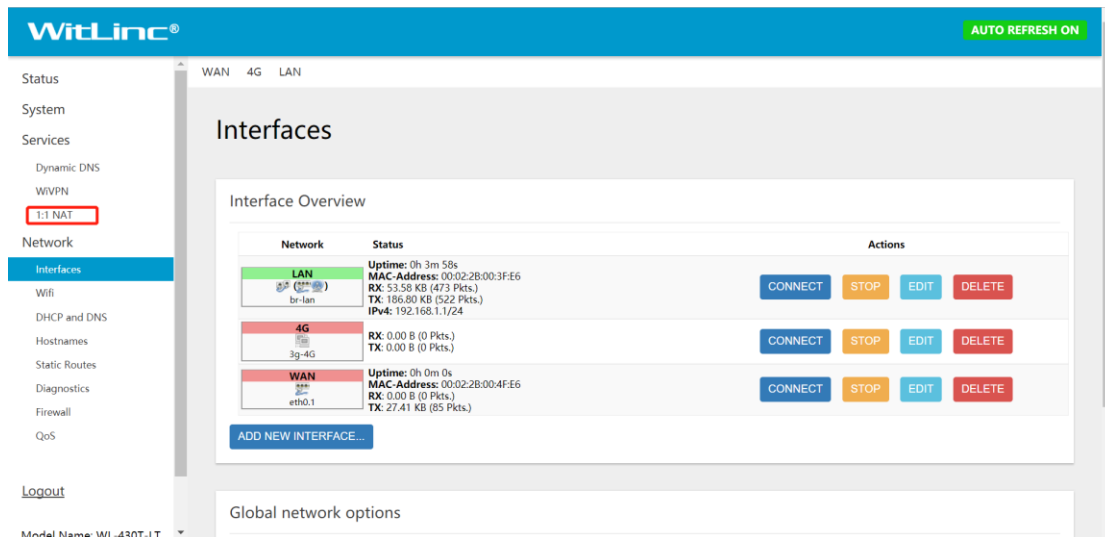 WitLinc®
AUTO REFRESH ON
Status
System
Services
Dynamic DNS
WiVPN
1:1 NAT
Network
Interfaces
Wifi
DHCP and DNS
Hostnames
Static Routes
Diagnostics
Firewall
QoS
Logout
Model Name: WL-430T-LT
WAN 4G LAN
Interfaces
Interface Overview
Network Status Actions
LAN
br-lan
Uptime: 0h 3m 58s
MAC-Address: 00:02:2B:00:3F:E6
RX: 53.58 KB (473 Pkts.)
TX: 186.80 KB (522 Pkts.)
IPv4: 192.168.1.1/24
CONNECT STOP EDIT DELETE
4G
3g-4G
RX: 0.00 B (0 Pkts.)
TX: 0.00 B (0 Pkts.)
CONNECT STOP EDIT DELETE
WAN
eth0.1
Uptime: 0h 0m 0s
MAC-Address: 00:02:2B:00:4F:E6
RX: 0.00 B (0 Pkts.)
TX: 27.41 KB (85 Pkts.)
CONNECT STOP EDIT DELETE
ADD NEW INTERFACE...
Global network options